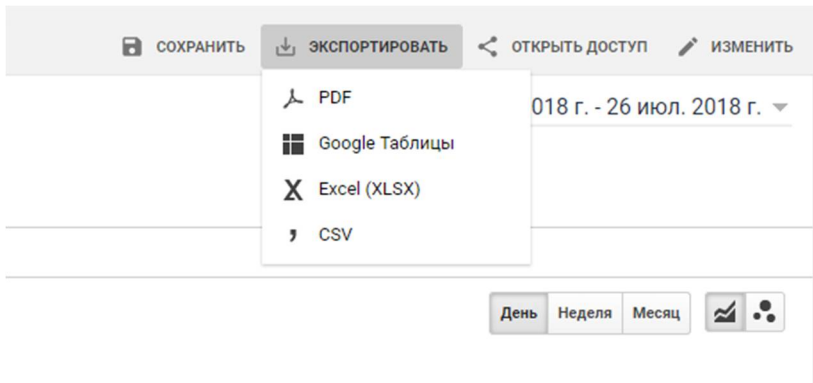 СОХРАНИТЬ ЭКСПОРТИРОВАТЬ ОТКРЫТЬ ДОСТУП ИЗМЕНИТЬ
PDF
018 г. - 26 июл. 2018 г.
Google Таблицы
Excel (XLSX)
CSV
День Неделя Месяц